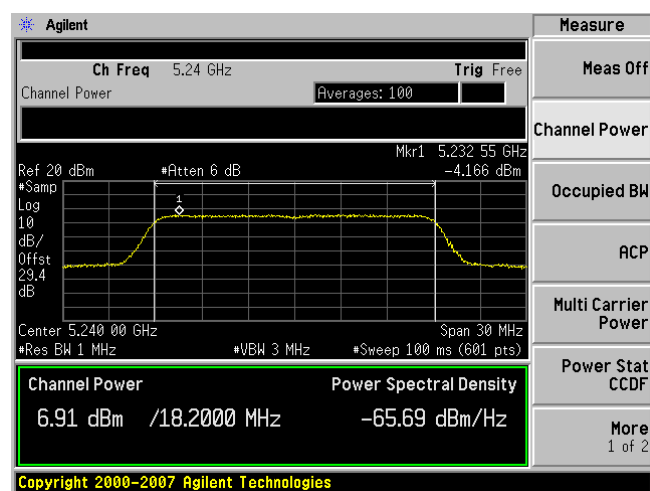 Agilent
Measure
Ch Freq 5.24 GHz Trig Free
Channel Power Averages: 100
Mkr1 5.232 55 GHz
Ref 20 dBm #Atten 6 dB -4.166 dBm
#Samp
Log
10
dB/
Offst
29.4
dB
1
Center 5.240 00 GHz Span 30 MHz
#Res BW 1 MHz #VBW 3 MHz #Sweep 100 ms (601 pts)
Channel Power Power Spectral Density
6.91 dBm /18.2000 MHz -65.69 dBm/Hz
Copyright 2000-2007 Agilent Technologies
Meas Off
Channel Power
Occupied BW
ACP
Multi Carrier
Power
Power Stat
CCDF
More
1 of 2